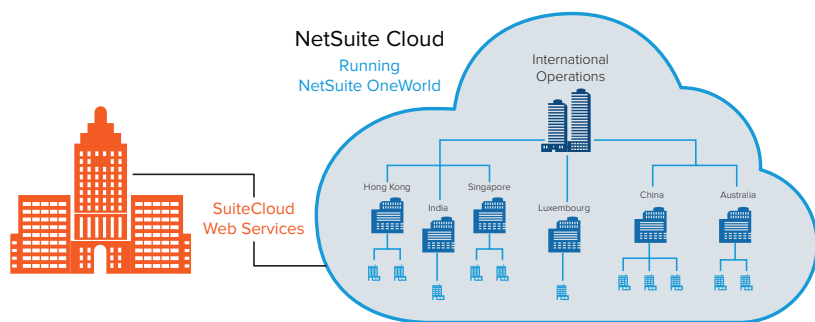 NetSuite Cloud
Running
NetSuite OneWorld
International
Operations
SuiteCloud
Web Services
Hong Kong
India
Singapore
Luxembourg
China
Australia